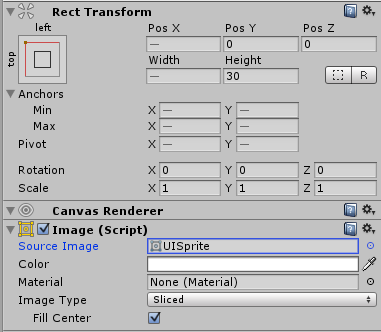 Rect Transform
left
top
Pos X Pos Y Pos Z
— 0 0
Width Height
— 30
R
Anchors
Min X — Y —
Max X — Y —
Pivot X — Y —
Rotation X 0 Y 0 Z 0
Scale X 1 Y 1 Z 1
Canvas Renderer
Image (Script)
Source Image UISprite
Color
Material None (Material)
Image Type Sliced
Fill Center